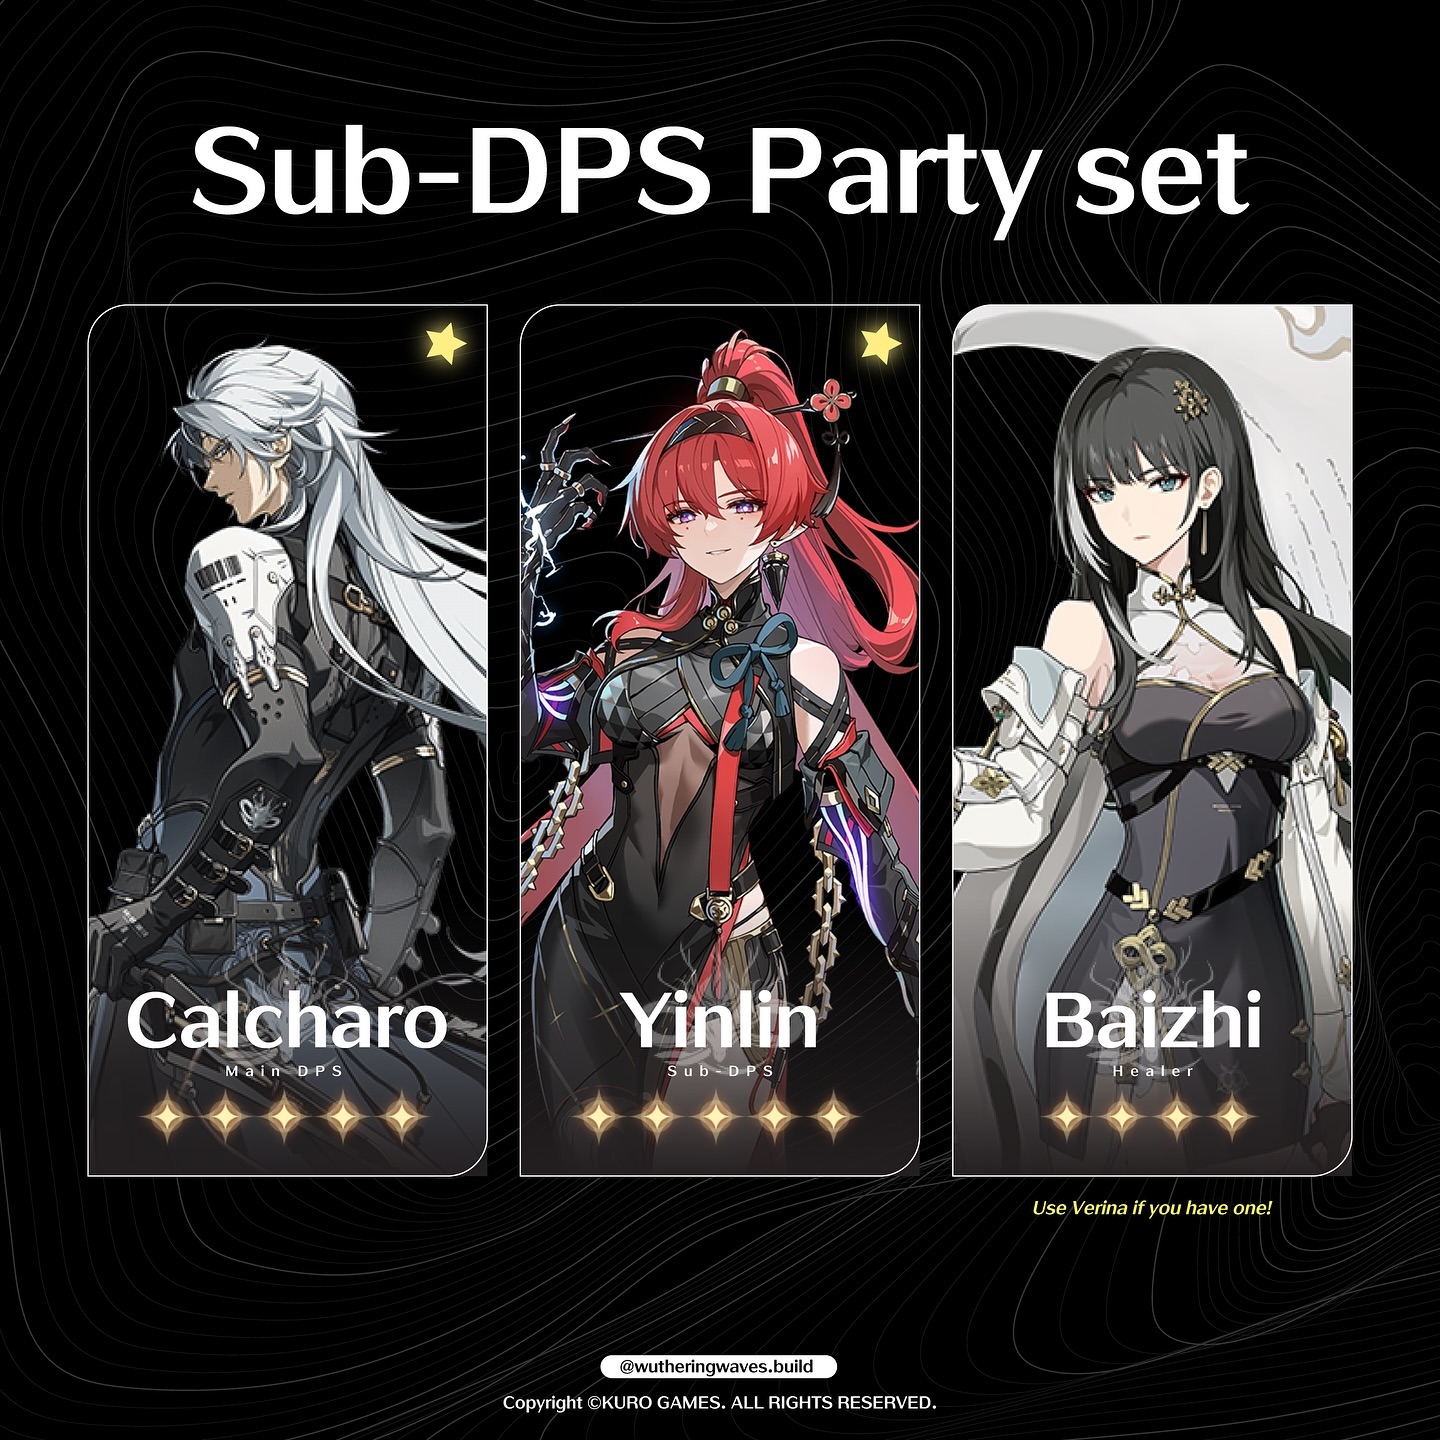 Sub-DPS Party set
Calcharo
Main DPS
Yinlin
Sub-DPS
Baizhi
Healer
Use Verina if you have one!
@wutheringwaves.build
Copyright ©KURO GAMES. ALL RIGHTS RESERVED.